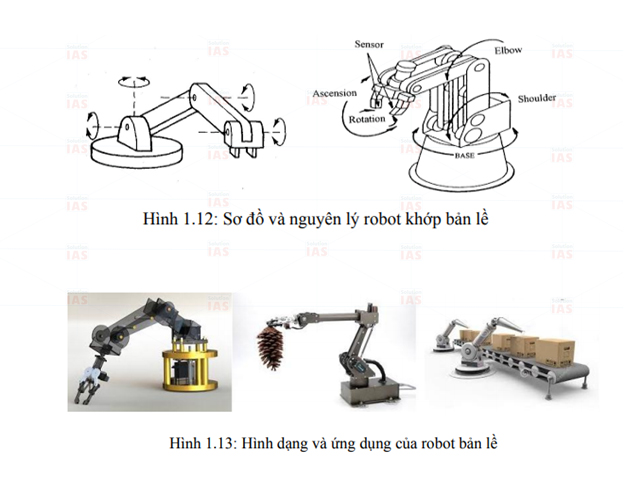 Sensor
Elbow
Ascension
Shoulder
Rotation
BASE
Hình 1.12: Sơ đồ và nguyên lý robot khớp bản lề
Hình 1.13: Hình dạng và ứng dụng của robot bản lề